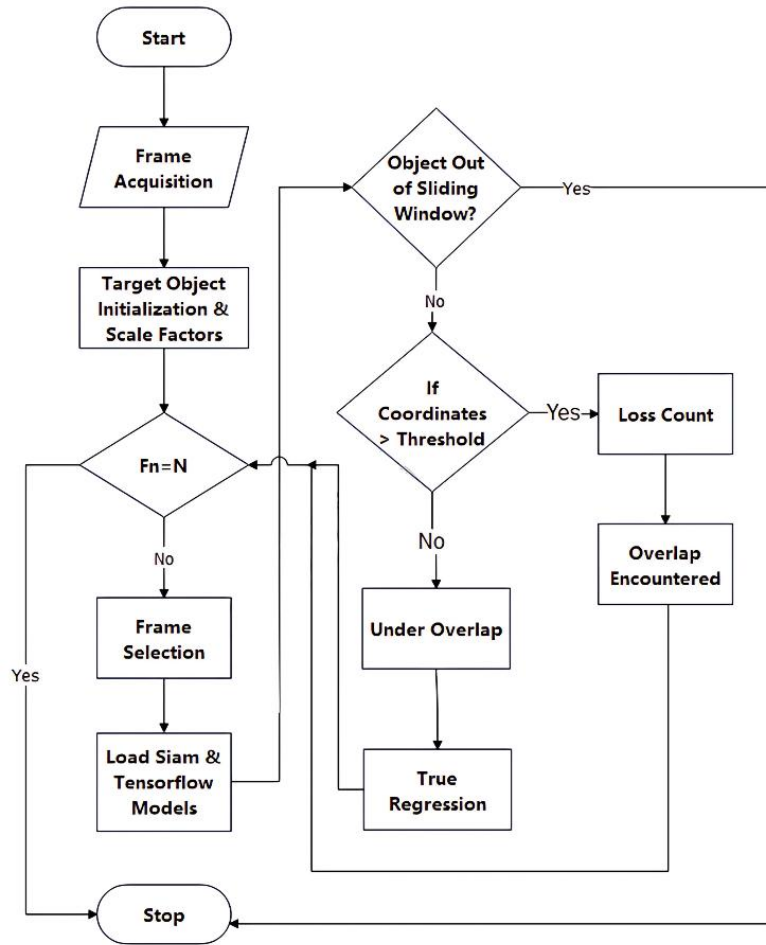 Start
Frame
Acquisition
Target Object
Initialization &
Scale Factors
Fn=N
No
Yes
Frame
Selection
Load Siam &
Tensorflow
Models
Stop
Object Out
of Sliding
Window?
Yes
No
If
Coordinates
> Threshold
Yes
No
Loss Count
Overlap
Encountered
Under Overlap
True
Regression